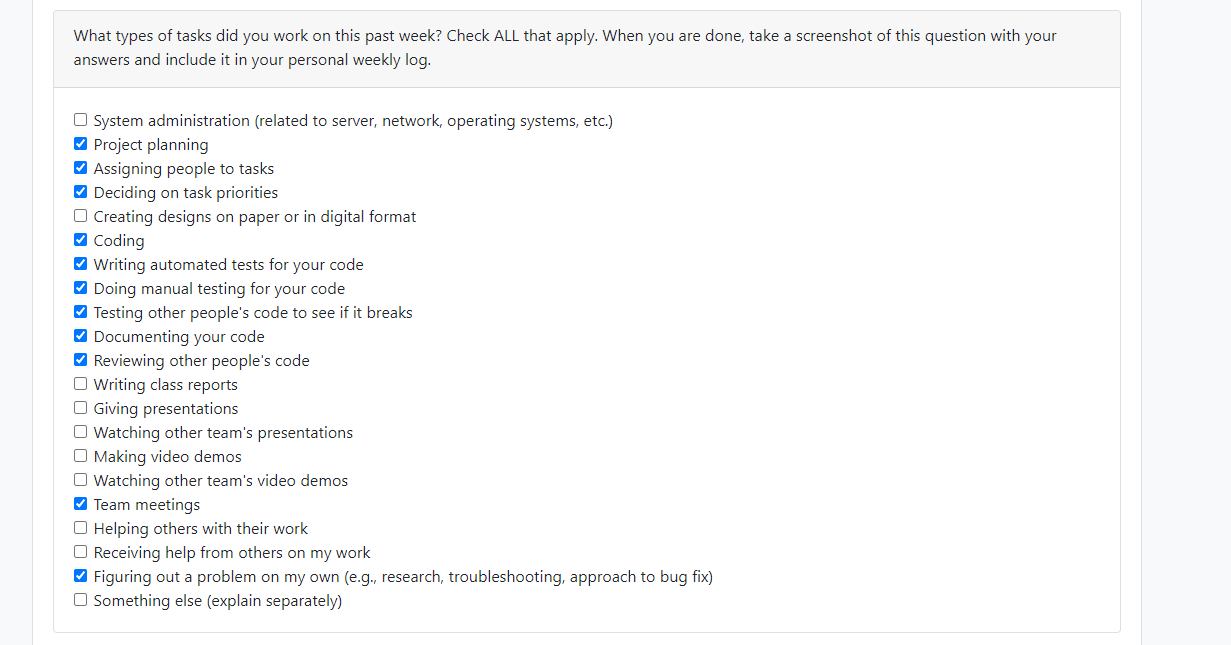 What types of tasks did you work on this past week? Check ALL that apply. When you are done, take a screenshot of this question with your
answers and include it in your personal weekly log.
System administration (related to server, network, operating systems, etc.)
Project planning
Assigning people to tasks
Deciding on task priorities
Creating designs on paper or in digital format
Coding
Writing automated tests for your code
Doing manual testing for your code
Testing other people's code to see if it breaks
Documenting your code
Reviewing other people's code
Writing class reports
Giving presentations
Watching other team's presentations
Making video demos
Watching other team's video demos
Team meetings
Helping others with their work
Receiving help from others on my work
Figuring out a problem on my own (e.g., research, troubleshooting, approach to bug fix)
Something else (explain separately)